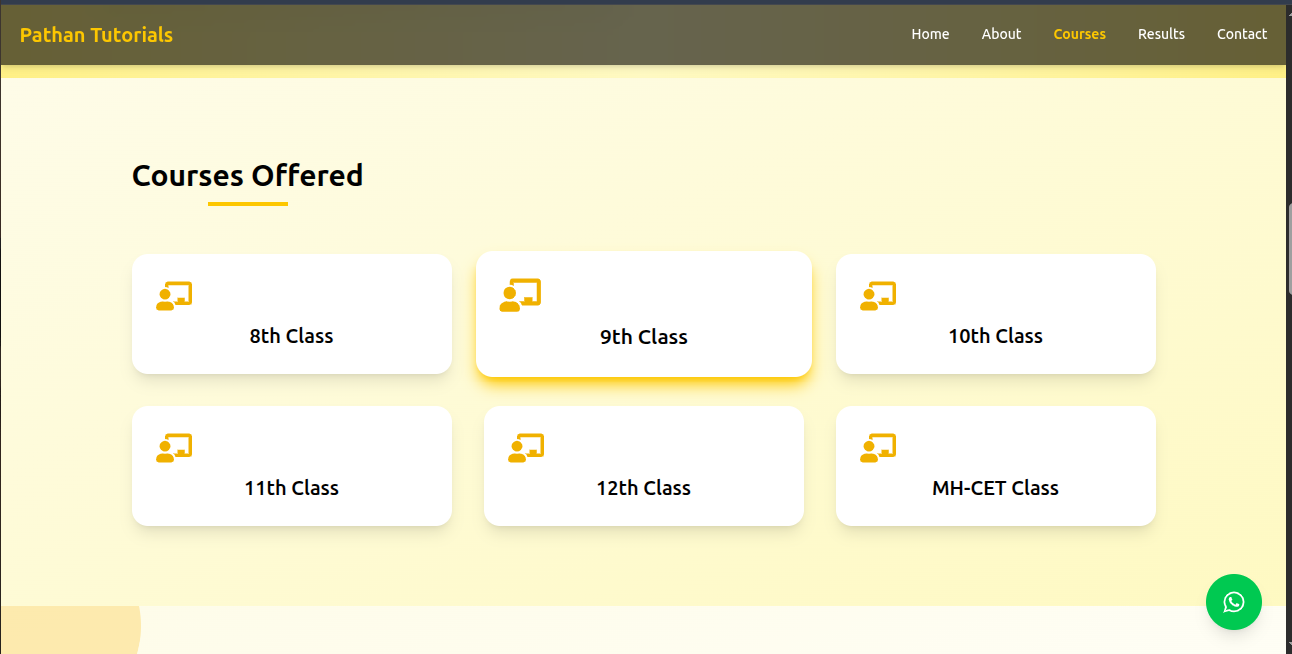 Pathan Tutorials
Home About Courses Results Contact
Courses Offered
8th Class
9th Class
10th Class
11th Class
12th Class
MH-CET Class